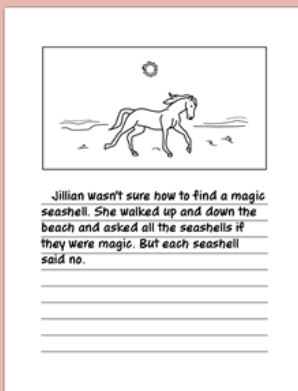 Jillian wasn't sure how to find a magic
seashell. She walked up and down the
beach and asked all the seashells if
they were magic. But each seashell
said no.